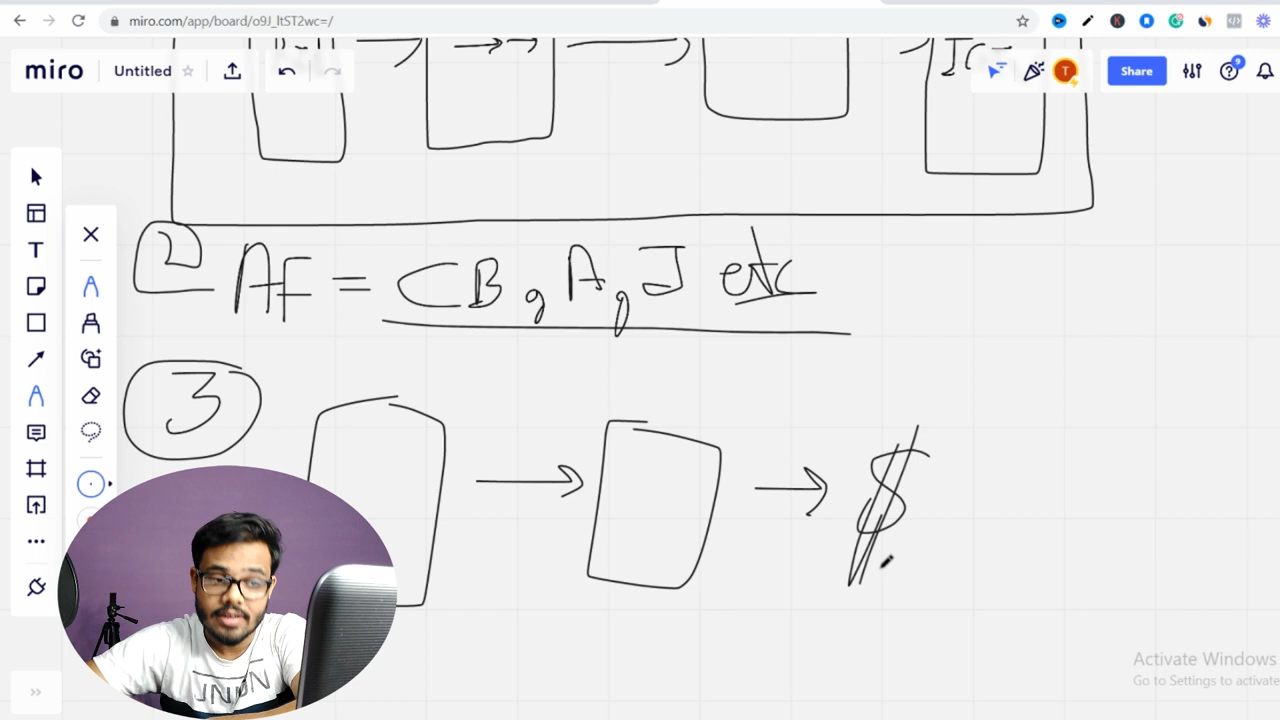 miro.com/app/board/o9J_ltST2wc=/
miro Untitled Share 9
T
T
2 AF = CB, A, J etc
3
$
Activate Windows
Go to Settings to activate